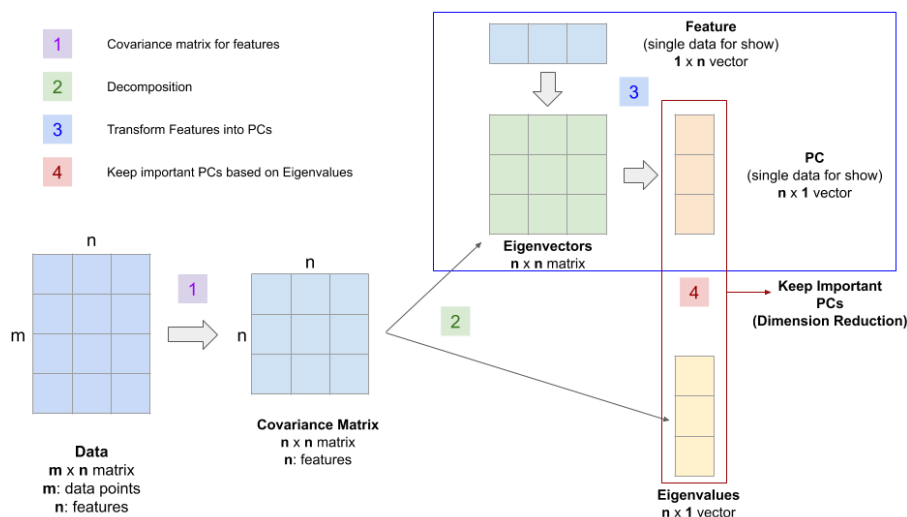 1 Covariance matrix for features
2 Decomposition
3 Transform Features into PCs
4 Keep important PCs based on Eigenvalues
Feature
(single data for show)
1 x n vector
3
PC
(single data for show)
n x 1 vector
Eigenvectors
n x n matrix
n
m
1
n
n
2
4
Keep Important
PCs
(Dimension Reduction)
Data
m x n matrix
m: data points
n: features
Covariance Matrix
n x n matrix
n: features
Eigenvalues
n x 1 vector